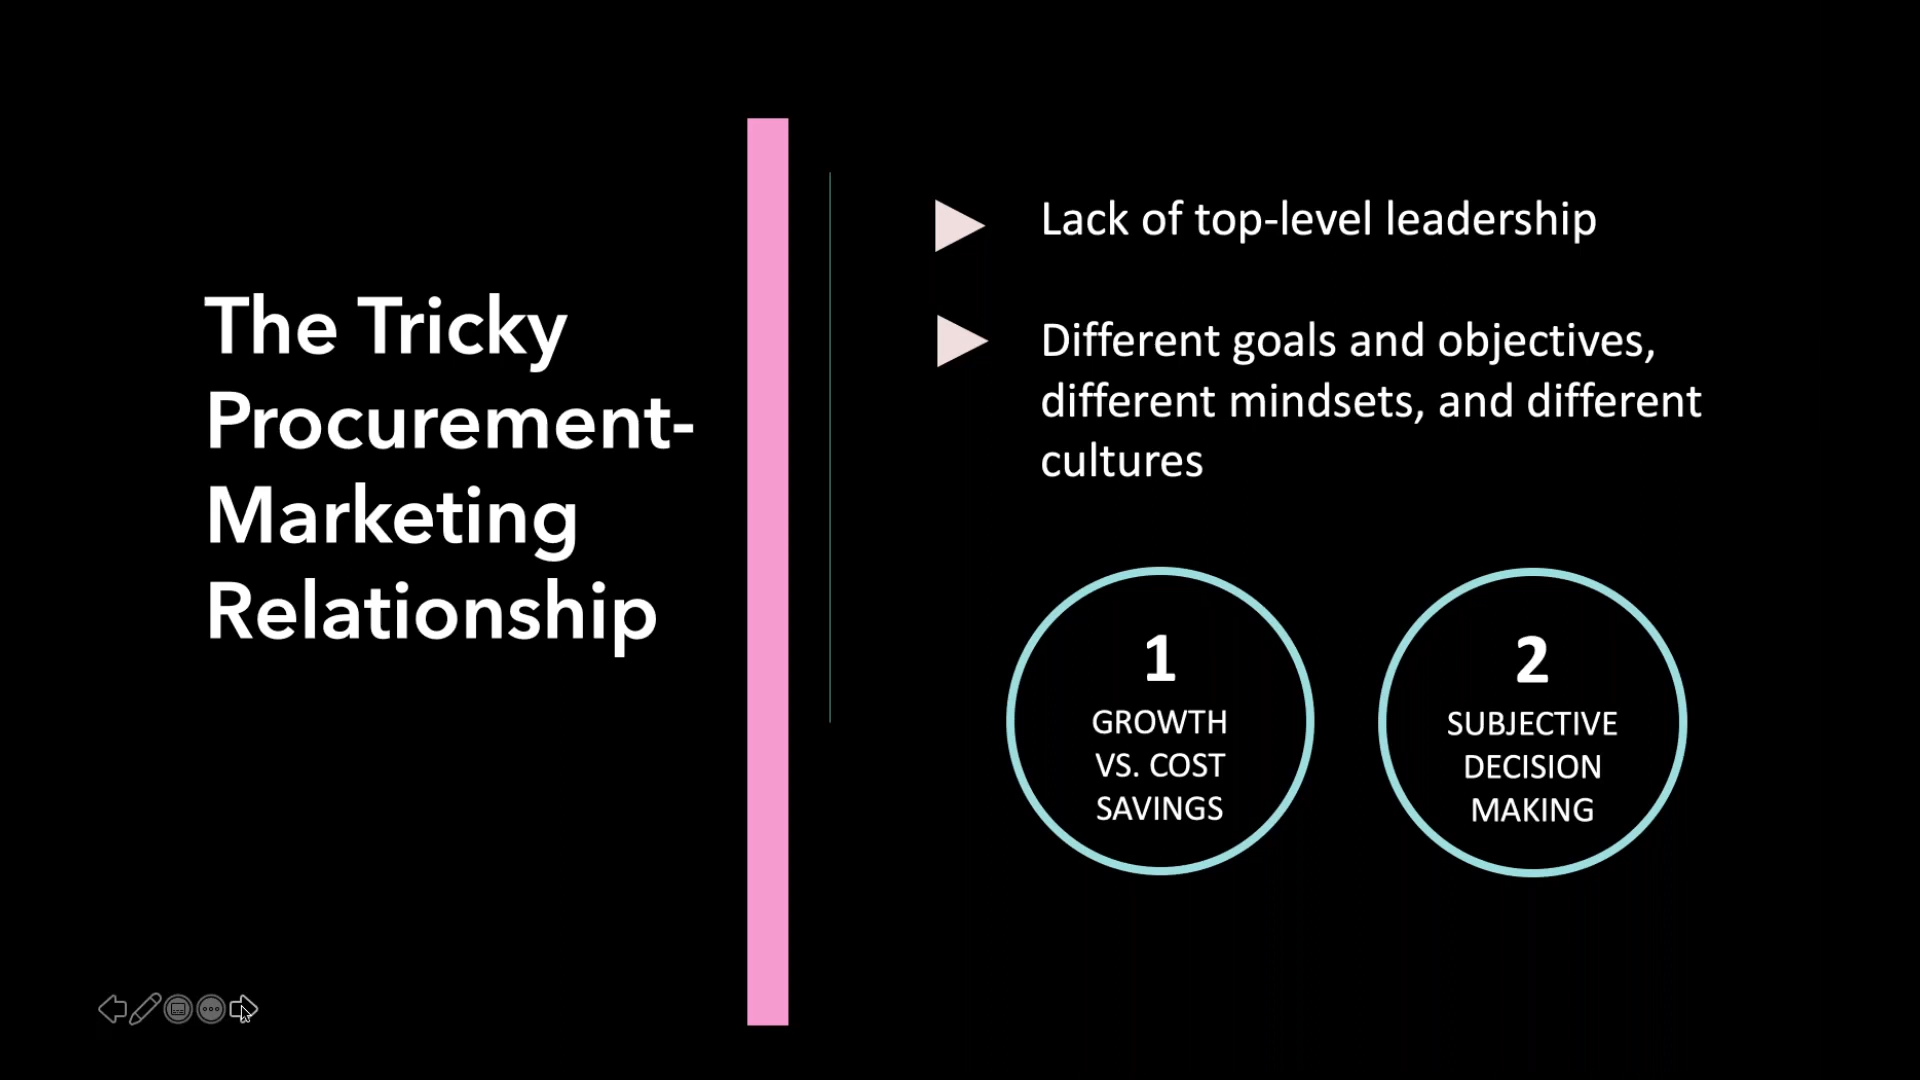 The Tricky
Procurement-
Marketing
Relationship
Lack of top-level leadership
Different goals and objectives,
different mindsets, and different
cultures
1
GROWTH
VS. COST
SAVINGS
2
SUBJECTIVE
DECISION
MAKING